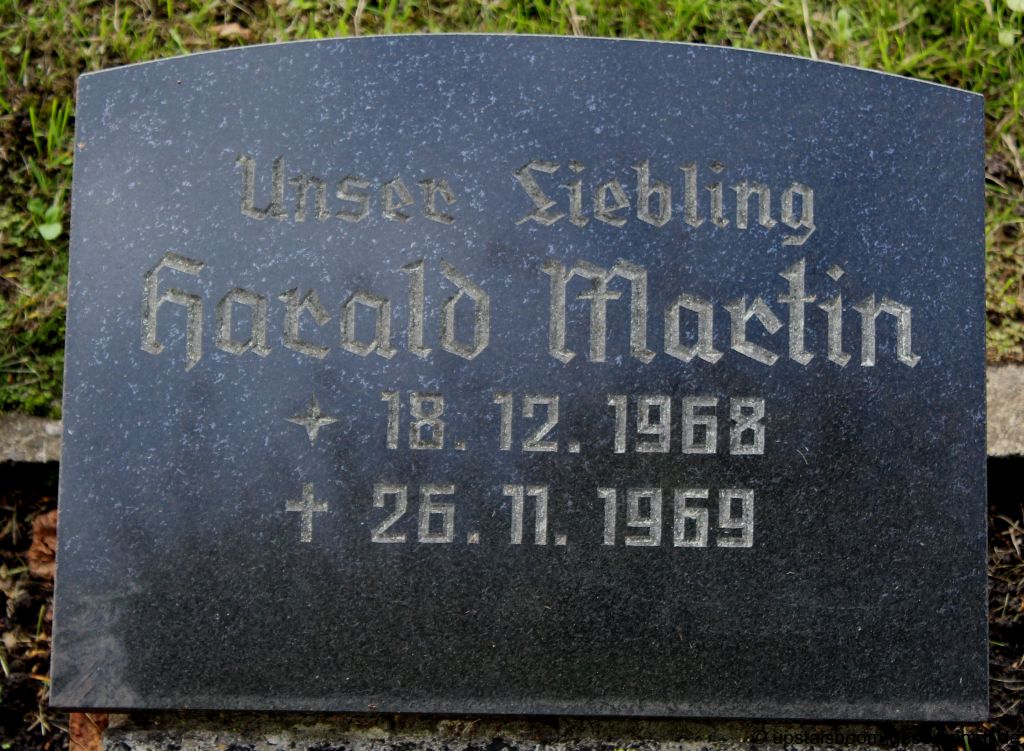 Unser Liebling
Harald Martin
18. 12. 1968
† 26. 11. 1969